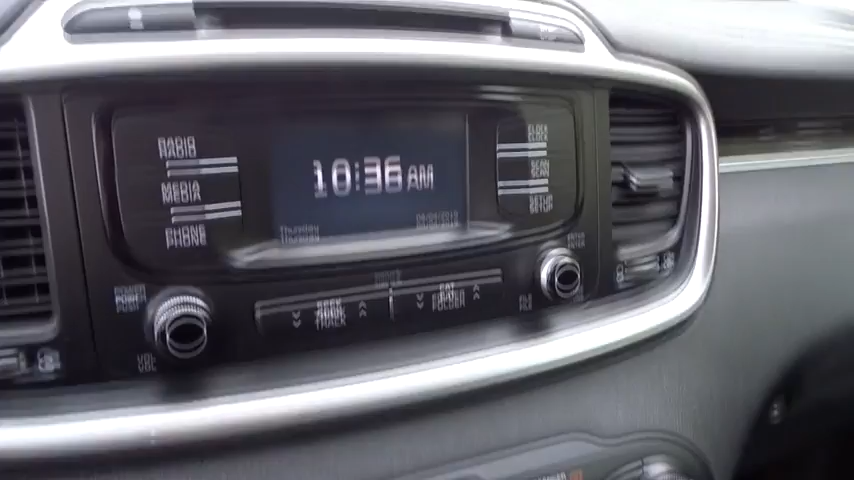 RADIO
MEDIA
PHONE
10:36 AM
Thursday
CLOCK
SCAN
SETUP
POWER
PUSH
VOL
SEEK
TRACK
CAT
FOLDER
ENTER
FILE